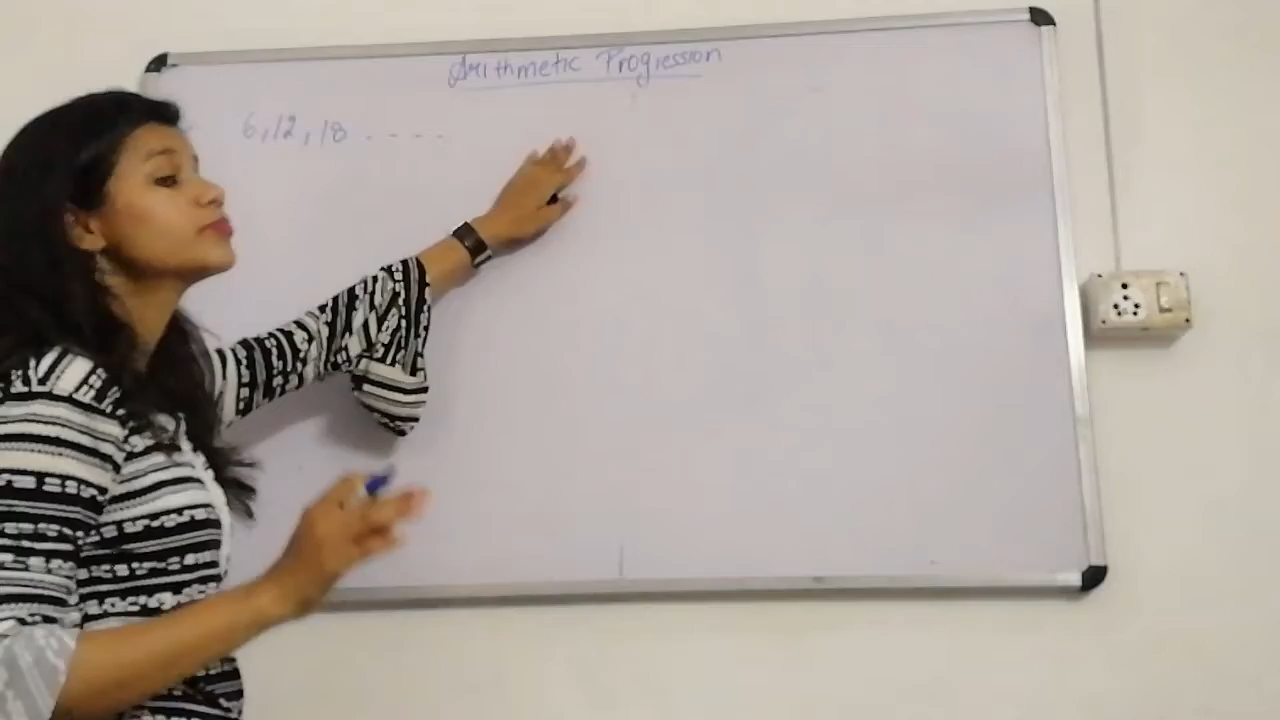 Arithmetic Progression
6, 12, 18 - - - -